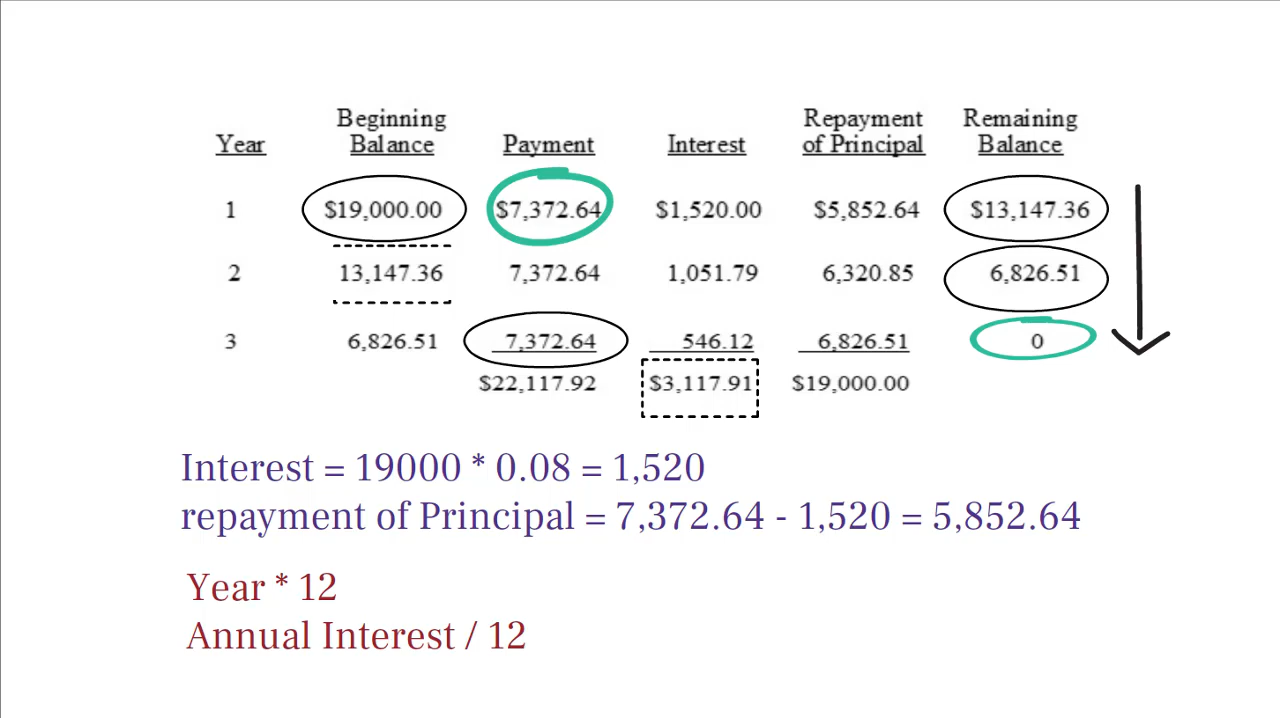 Beginning Repayment Remaining
Year Balance Payment Interest of Principal Balance
1 $19,000.00 $7,372.64 $1,520.00 $5,852.64 $13,147.36
2 13,147.36 7,372.64 1,051.79 6,320.85 6,826.51
3 6,826.51 7,372.64 546.12 6,826.51 0
$22,117.92 $3,117.91 $19,000.00
Interest = 19000 * 0.08 = 1,520
repayment of Principal = 7,372.64 - 1,520 = 5,852.64
Year * 12
Annual Interest / 12